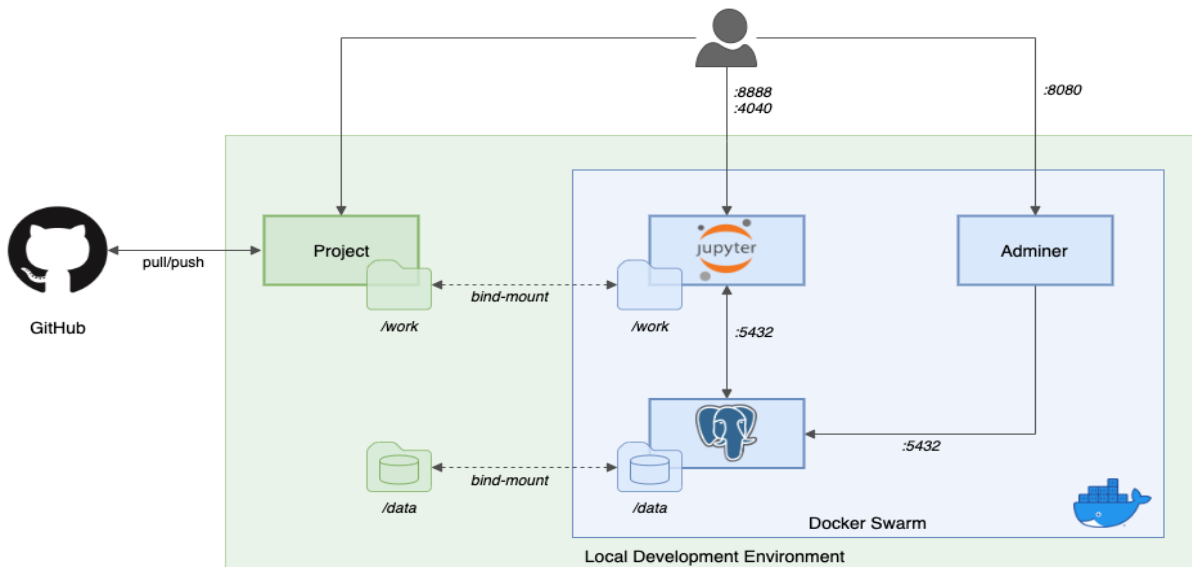 :8888
:4040
:8080
GitHub
pull/push
Project
/work
bind-mount
/work
jupyter
Adminer
:5432
:5432
/data
bind-mount
/data
Docker Swarm
Local Development Environment